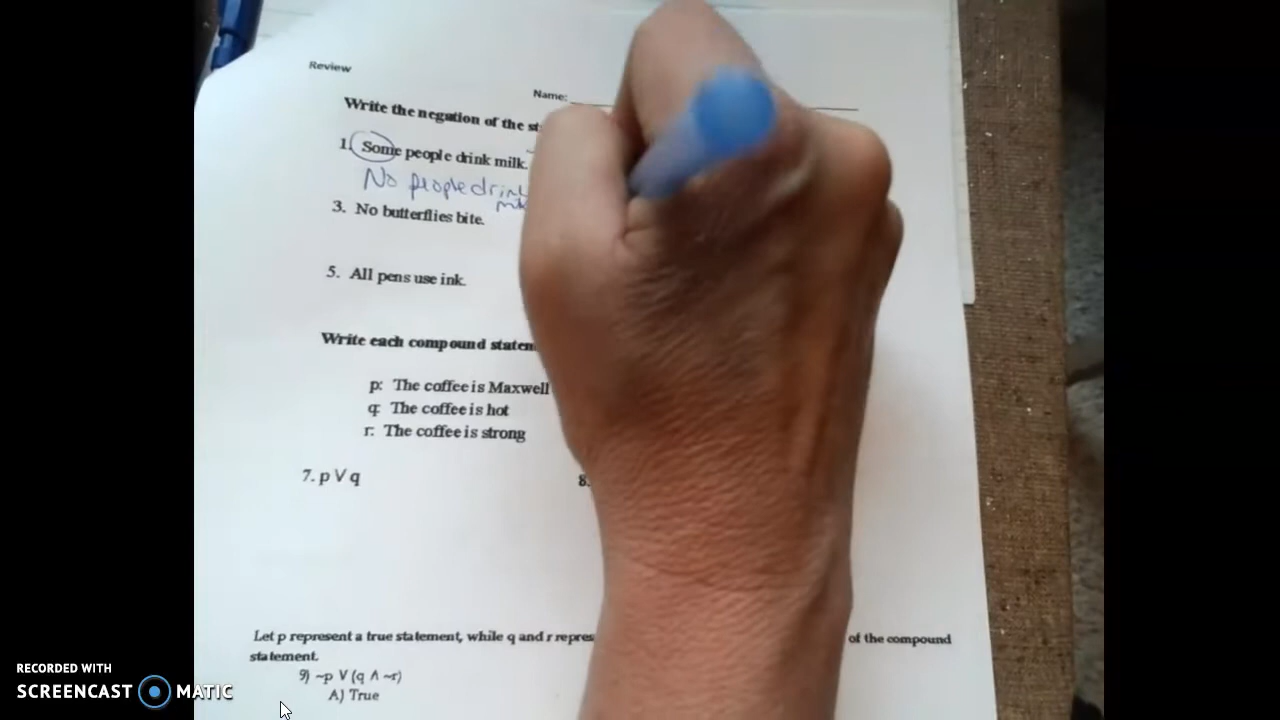 Review
Name:
Write the negation of the
1. Some people drink milk.
No people drink
milk
3. No butterflies bite.
5. All pens use ink.
Write each compound
p: The coffee is Maxwell
q: The coffee is hot
r: The coffee is strong
7. p V q
8.
Let p represent a true statement, while q and r of the compound
statement.
9) ~p V (q ∧ ~r)
A) True
RECORDED WITH
SCREENCAST MATIC